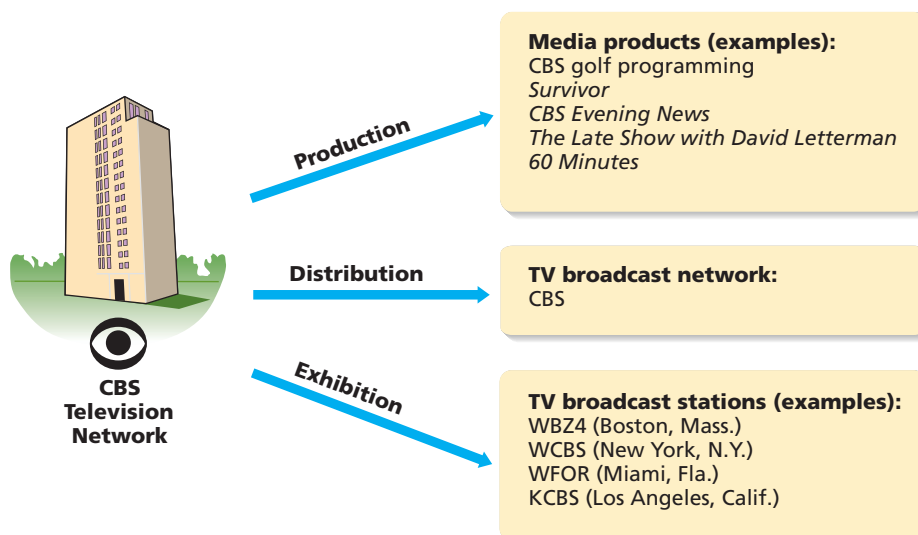 Media products (examples):
CBS golf programming
Survivor
CBS Evening News
The Late Show with David Letterman
60 Minutes
Production
Distribution
TV broadcast network:
CBS
Exhibition
CBS
Television
Network
TV broadcast stations (examples):
WBZ4 (Boston, Mass.)
WCBS (New York, N.Y.)
WFOR (Miami, Fla.)
KCBS (Los Angeles, Calif.)